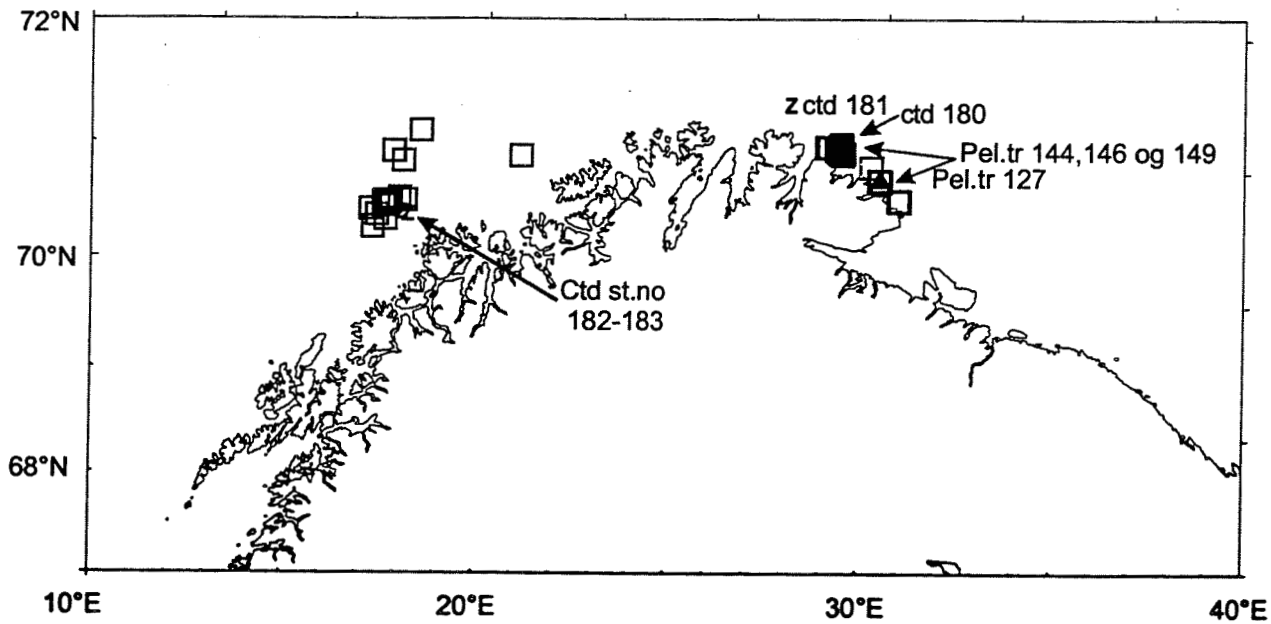 72°N
z ctd 181
ctd 180
Pel.tr 144,146 og 149
Pel.tr 127
70°N
Ctd st.no
182-183
z
68°N
10°E
20°E
30°E
40°E